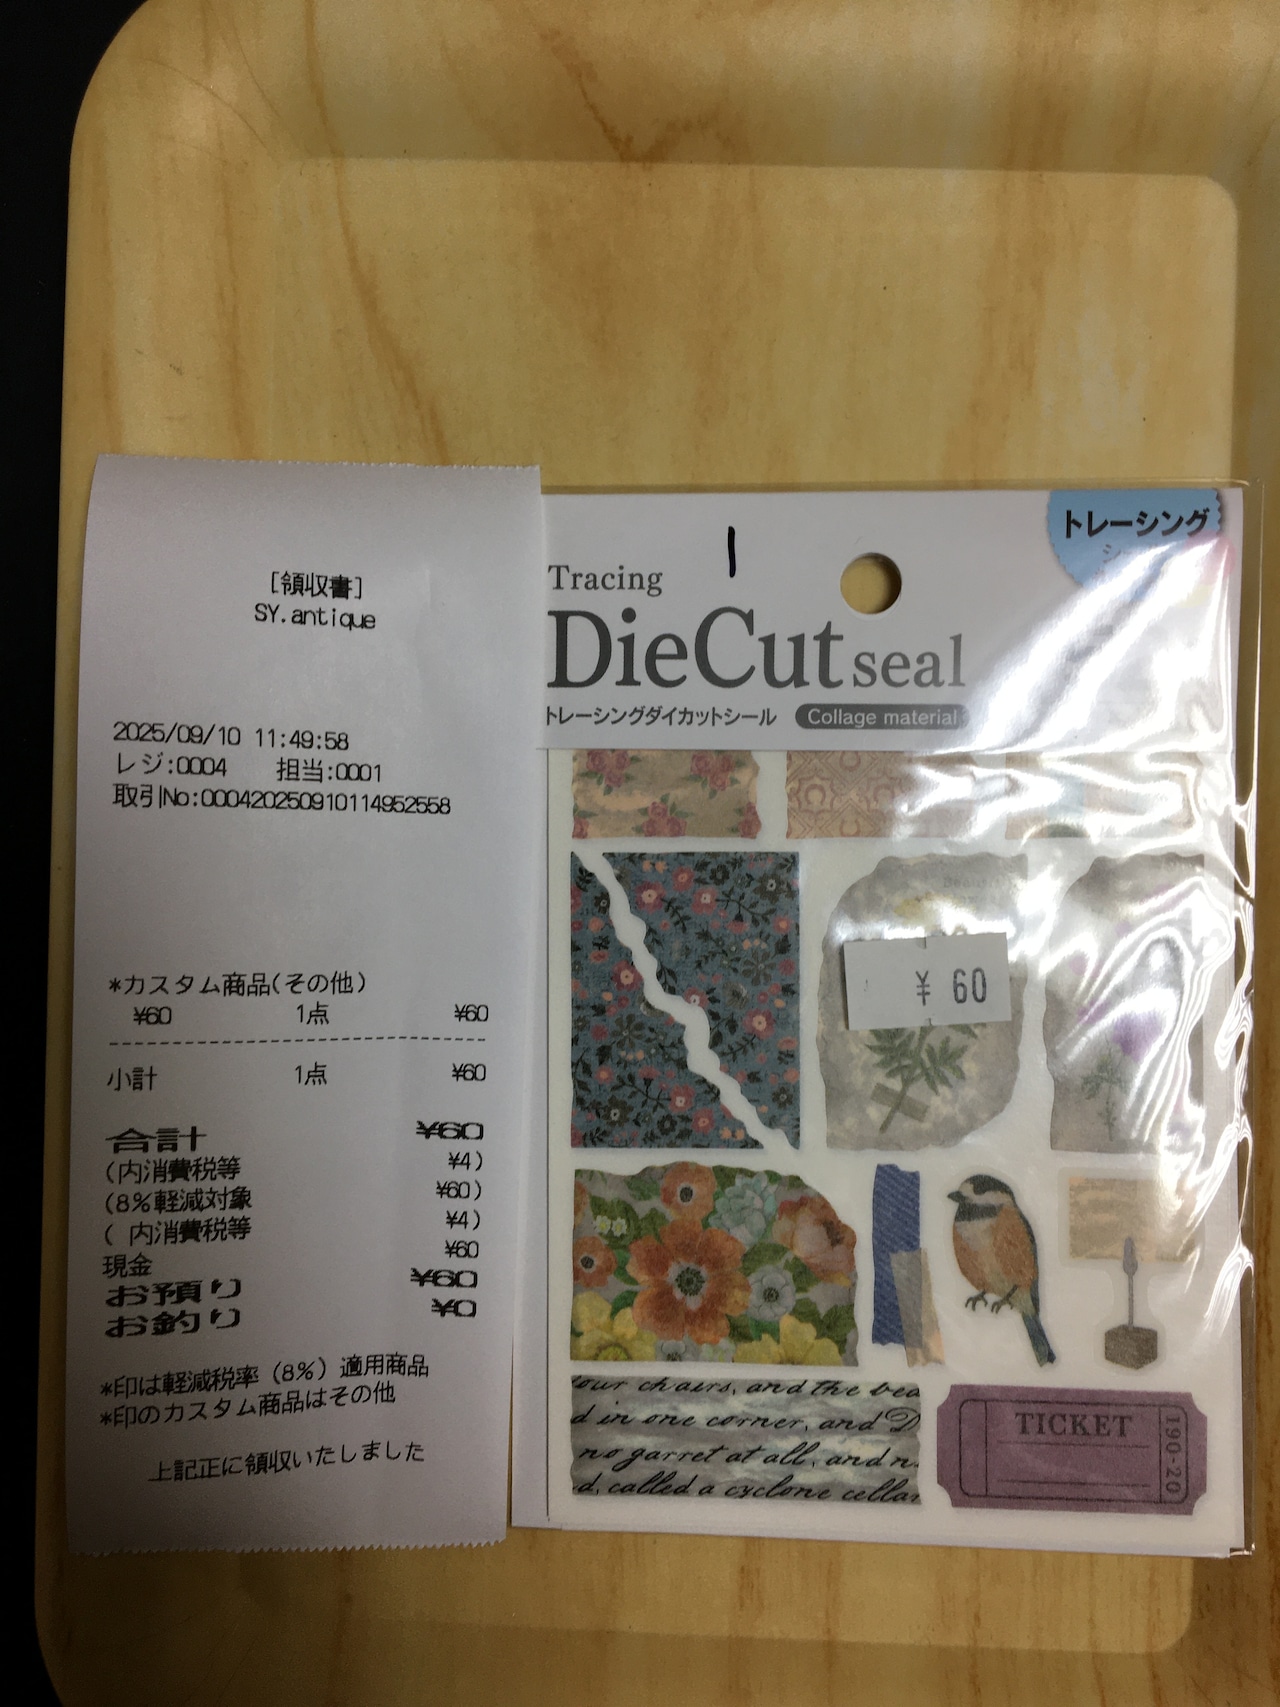 [領収書]
SY.antique
2025/09/10 11:49:58
レジ:0004 担当:0001
取引No:00042025091011495​2558
*カスタム商品(その他)
¥60 1点 ¥60
小計 1点 ¥60
合計 ¥60
(内消費税等 ¥4)
(8%軽減対象 ¥60)
( 内消費税等 ¥4)
現金 ¥60
お預り ¥60
お釣り ¥0
*印は軽減税率(8%)適用商品
*印のカスタム商品はその他
上記正に領収いたしました
1
トレーシング
Tracing
DieCut seal
トレーシングダイカットシール Collage material
¥ 60
our chairs, and the bea
d in one corner, and D
no garret at all, and n
d, called a cyclone cellar
TICKET
190-20